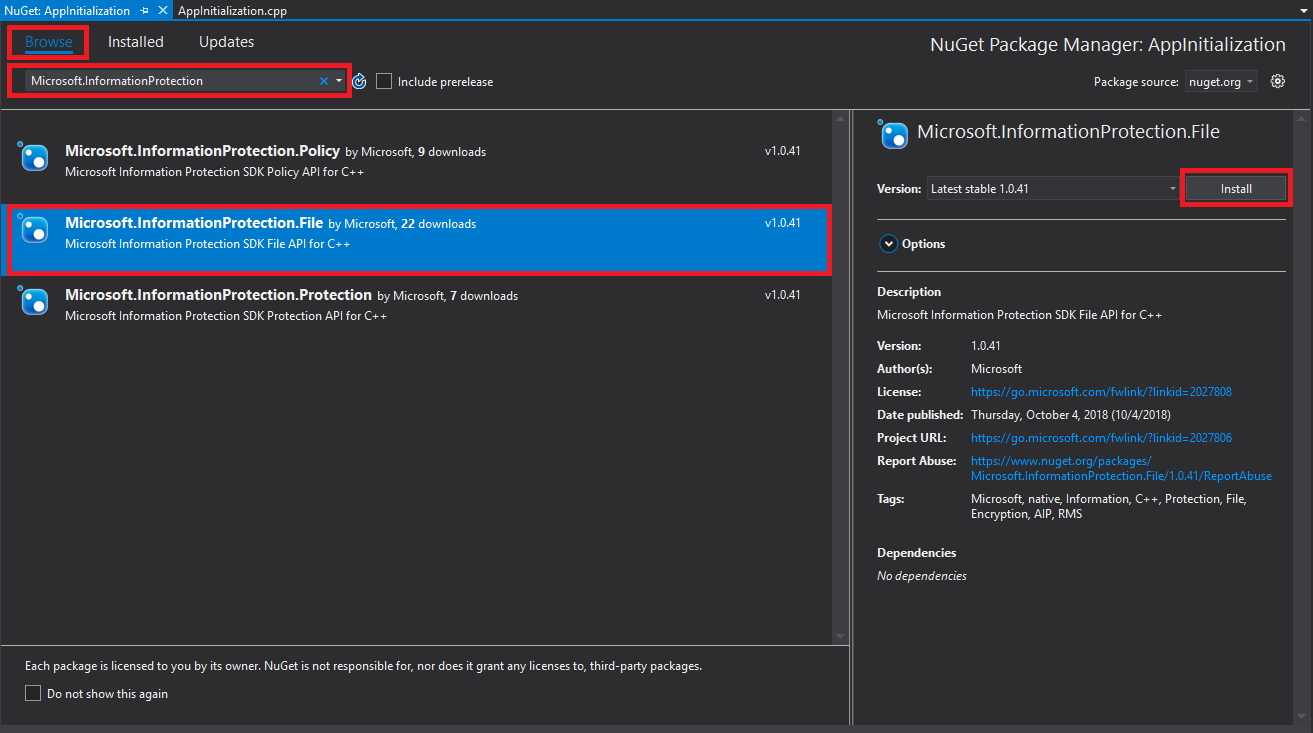 NuGet: AppInitialization AppInitialization.cpp
Browse Installed Updates
NuGet Package Manager: AppInitialization
Microsoft.InformationProtection
Include prerelease
Package source: nuget.org
Microsoft.InformationProtection.Policy by Microsoft, 9 downloads v1.0.41
Microsoft Information Protection SDK Policy API for C++
Microsoft.InformationProtection.File by Microsoft, 22 downloads v1.0.41
Microsoft Information Protection SDK File API for C++
Microsoft.InformationProtection.Protection by Microsoft, 7 downloads v1.0.41
Microsoft Information Protection SDK Protection API for C++
Each package is licensed to you by its owner. NuGet is not responsible for, nor does it grant any licenses to, third-party packages.
Do not show this again
Microsoft.InformationProtection.File
Version: Latest stable 1.0.41 Install
Options
Description
Microsoft Information Protection SDK File API for C++
Version: 1.0.41
Author(s): Microsoft
License: https://go.microsoft.com/fwlink/?linkid=2027808
Date published: Thursday, October 4, 2018 (10/4/2018)
Project URL: https://go.microsoft.com/fwlink/?linkid=2027806
Report Abuse: https://www.nuget.org/packages/
Microsoft.InformationProtection.File/1.0.41/ReportAbuse
Tags: Microsoft, native, Information, C++, Protection, File,
Encryption, AIP, RMS
Dependencies
No dependencies